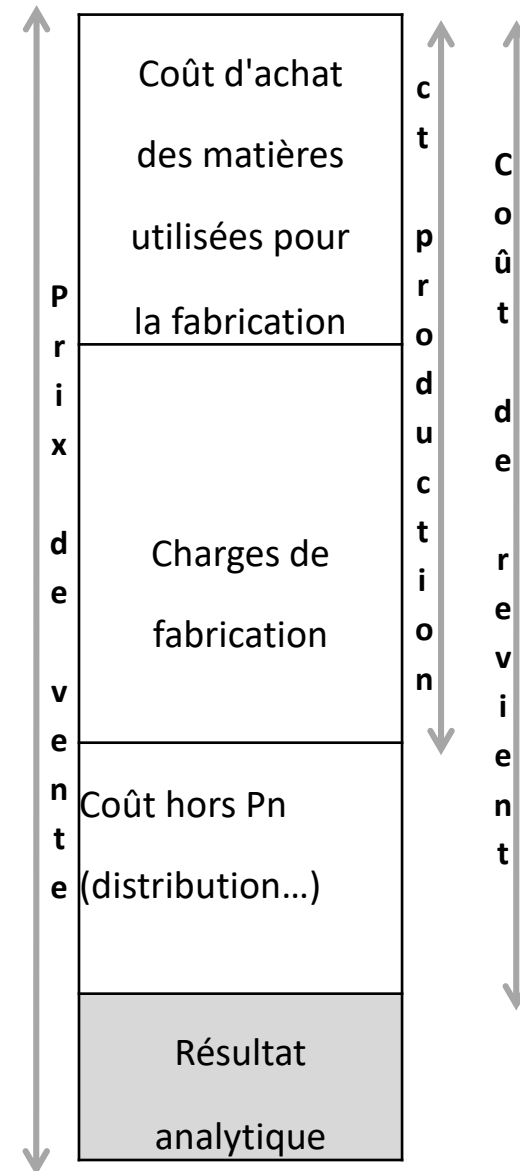 Prix de vente
Coût d'achat
des matières
utilisées pour
la fabrication
Charges de
fabrication
Coût hors Pn
(distribution...)
Résultat
analytique
ct production
Coût de revient